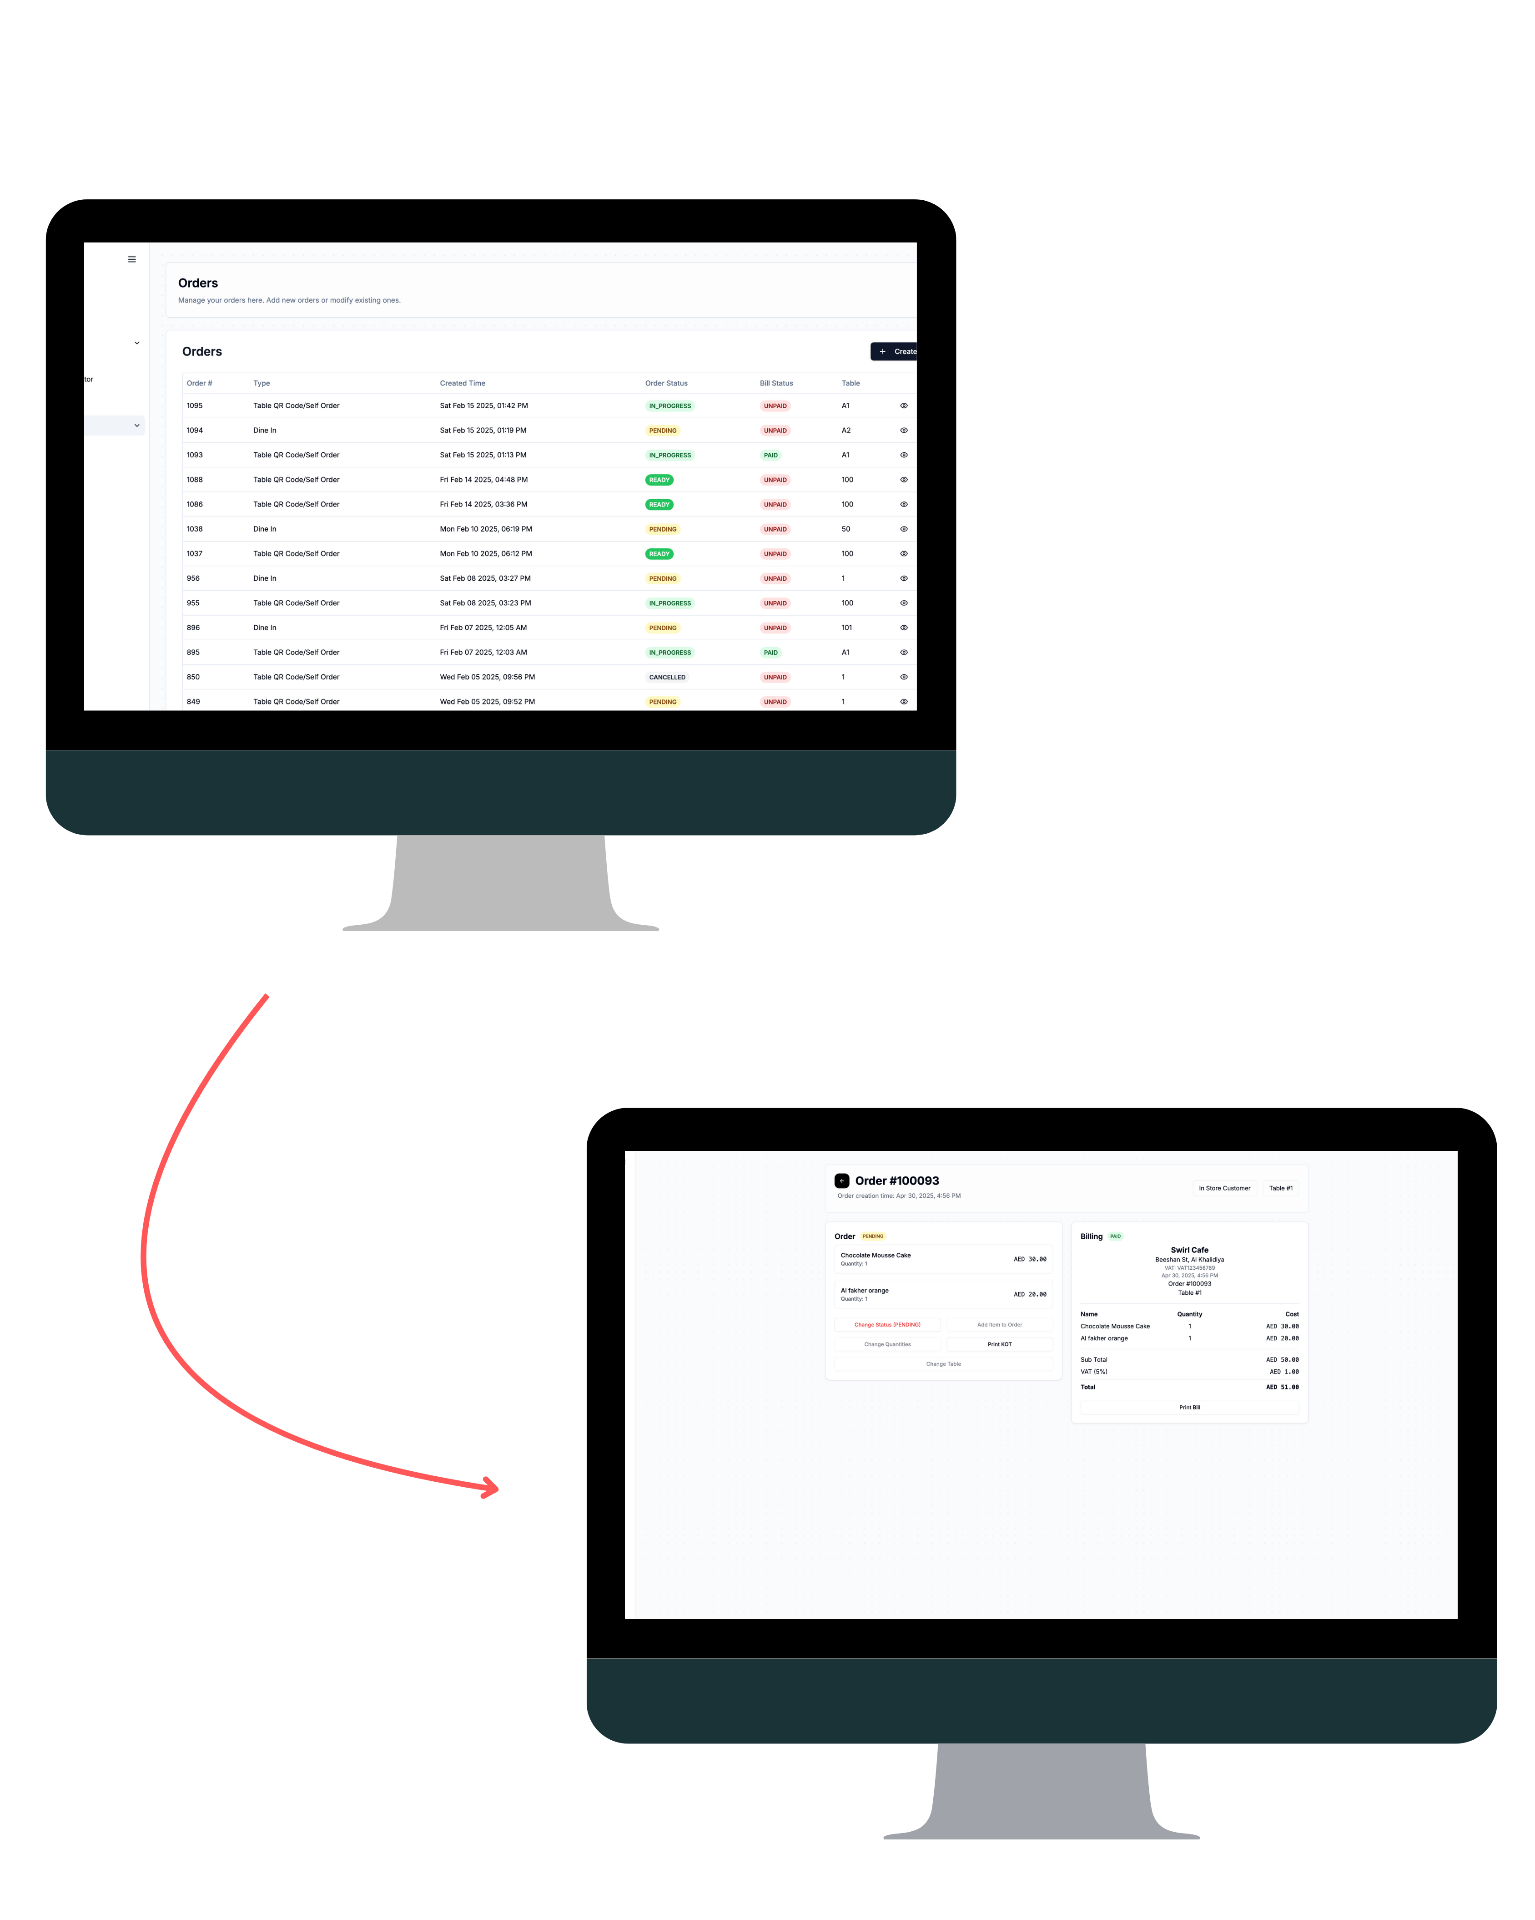 Orders
Manage your orders here. Add new orders or modify existing ones.
tor
Orders
+ Create
Order # Type Created Time Order Status Bill Status Table
1095 Table QR Code/Self Order Sat Feb 15 2025, 01:42 PM IN_PROGRESS UNPAID A1
1094 Dine In Sat Feb 15 2025, 01:19 PM PENDING UNPAID A2
1093 Table QR Code/Self Order Sat Feb 15 2025, 01:13 PM IN_PROGRESS PAID A1
1088 Table QR Code/Self Order Fri Feb 14 2025, 04:48 PM READY UNPAID 100
1086 Table QR Code/Self Order Fri Feb 14 2025, 03:36 PM READY UNPAID 100
1038 Dine In Mon Feb 10 2025, 06:19 PM PENDING UNPAID 50
1037 Table QR Code/Self Order Mon Feb 10 2025, 06:12 PM READY UNPAID 100
956 Dine In Sat Feb 08 2025, 03:27 PM PENDING UNPAID 1
955 Table QR Code/Self Order Sat Feb 08 2025, 03:23 PM IN_PROGRESS UNPAID 100
896 Dine In Fri Feb 07 2025, 12:05 AM PENDING UNPAID 101
895 Table QR Code/Self Order Fri Feb 07 2025, 12:03 AM IN_PROGRESS PAID A1
850 Table QR Code/Self Order Wed Feb 05 2025, 09:56 PM CANCELLED UNPAID 1
849 Table QR Code/Self Order Wed Feb 05 2025, 09:52 PM PENDING UNPAID 1
Order #100093
Order creation time: Apr 30, 2025, 4:56 PM
In Store Customer Table #1
Order PENDING
Chocolate Mousse Cake AED 30.00
Quantity: 1
Al fakher orange AED 20.00
Quantity: 1
Change Status (PENDING) Add Item to Order
Change Quantities Print KOT
Change Table
Billing PAID
Swirl Cafe
Beeshan St, Al Khalidiya
VAT: VAT123456789
Apr 30, 2025, 4:56 PM
Order #100093
Table #1
Name Quantity Cost
Chocolate Mousse Cake 1 AED 30.00
Al fakher orange 1 AED 20.00
Sub Total AED 50.00
VAT (5%) AED 1.00
Total AED 51.00
Print Bill